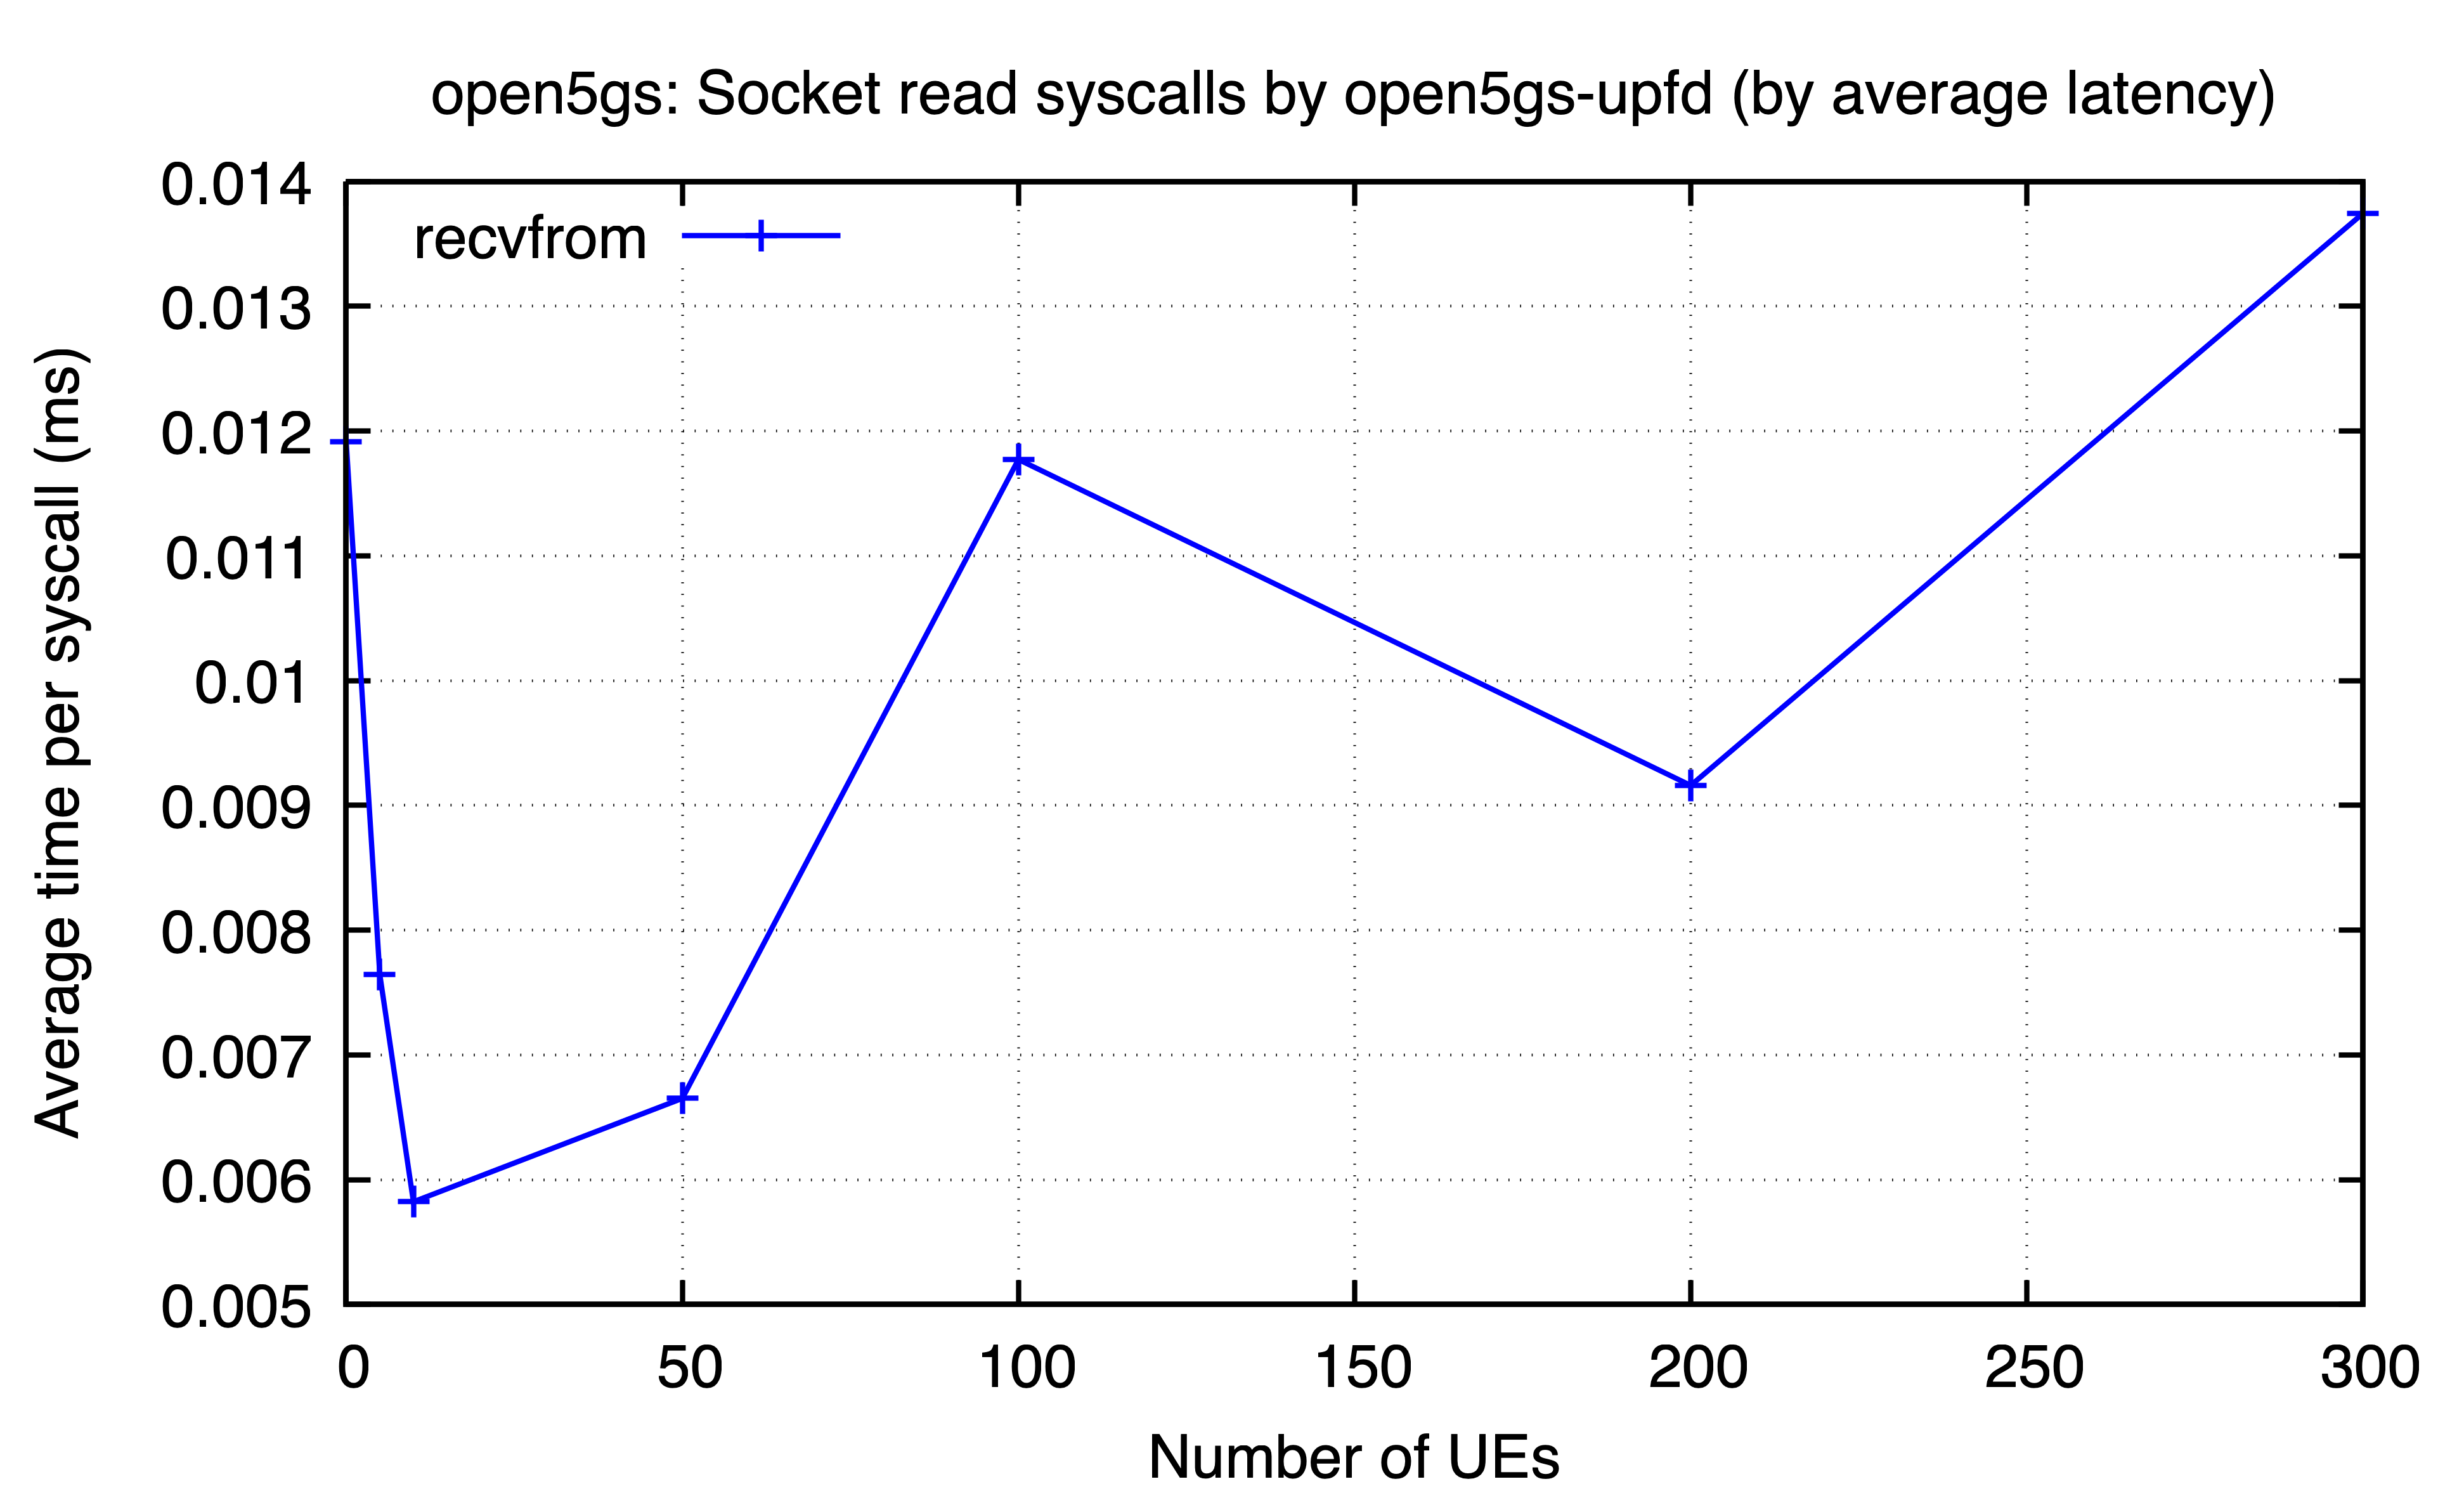 open5gs: Socket read syscalls by open5gs-upfd (by average latency)
0.014
recvfrom
0.013
0.012
0.011
0.01
0.009
0.008
0.007
0.006
0.005
Average time per syscall (ms)
0 50 100 150 200 250 300
Number of UEs